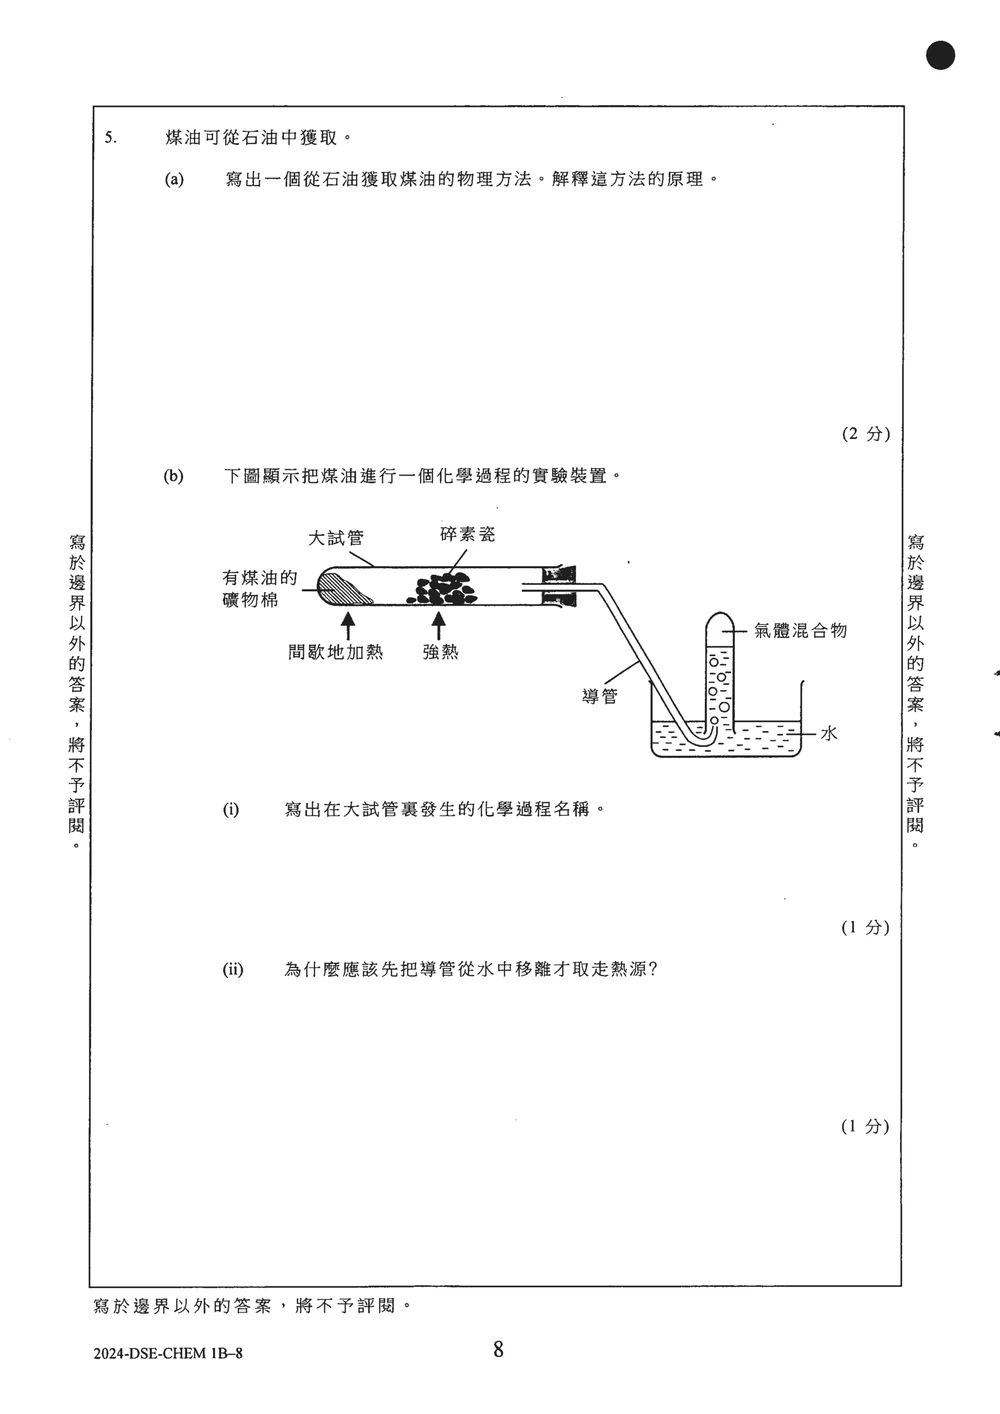 5. 煤油可從石油中獲取。
(a) 寫出一個從石油獲取煤油的物理方法。解釋這方法的原理。
(2 分)
(b) 下圖顯示把煤油進行一個化學過程的實驗裝置。
大試管
碎素瓷
有煤油的
礦物棉
間歇地加熱
強熱
氣體混合物
導管
水
(i) 寫出在大試管裏發生的化學過程名稱。
(1 分)
(ii) 為什麼應該先把導管從水中移離才取走熱源?
(1 分)
寫於邊界以外的答案,將不予評閱。
寫於邊界以外的答案,將不予評閱。
寫於邊界以外的答案,將不予評閱。
2024-DSE-CHEM 1B–8
8